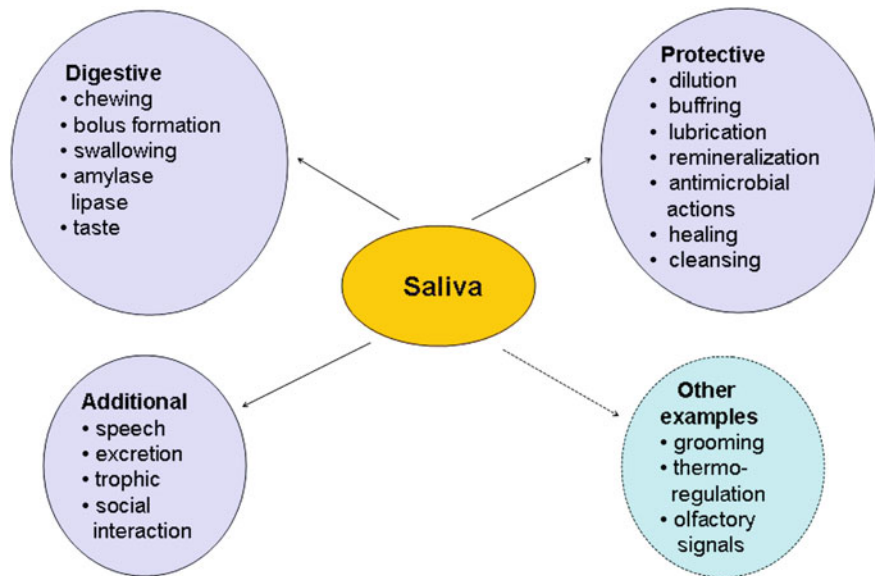 Digestive
• chewing
• bolus formation
• swallowing
• amylase
lipase
• taste
Protective
• dilution
• buffring
• lubrication
• remineralization
• antimicrobial
actions
• healing
• cleansing
Saliva
Additional
• speech
• excretion
• trophic
• social
interaction
Other
examples
• grooming
• thermo-
regulation
• olfactory
signals